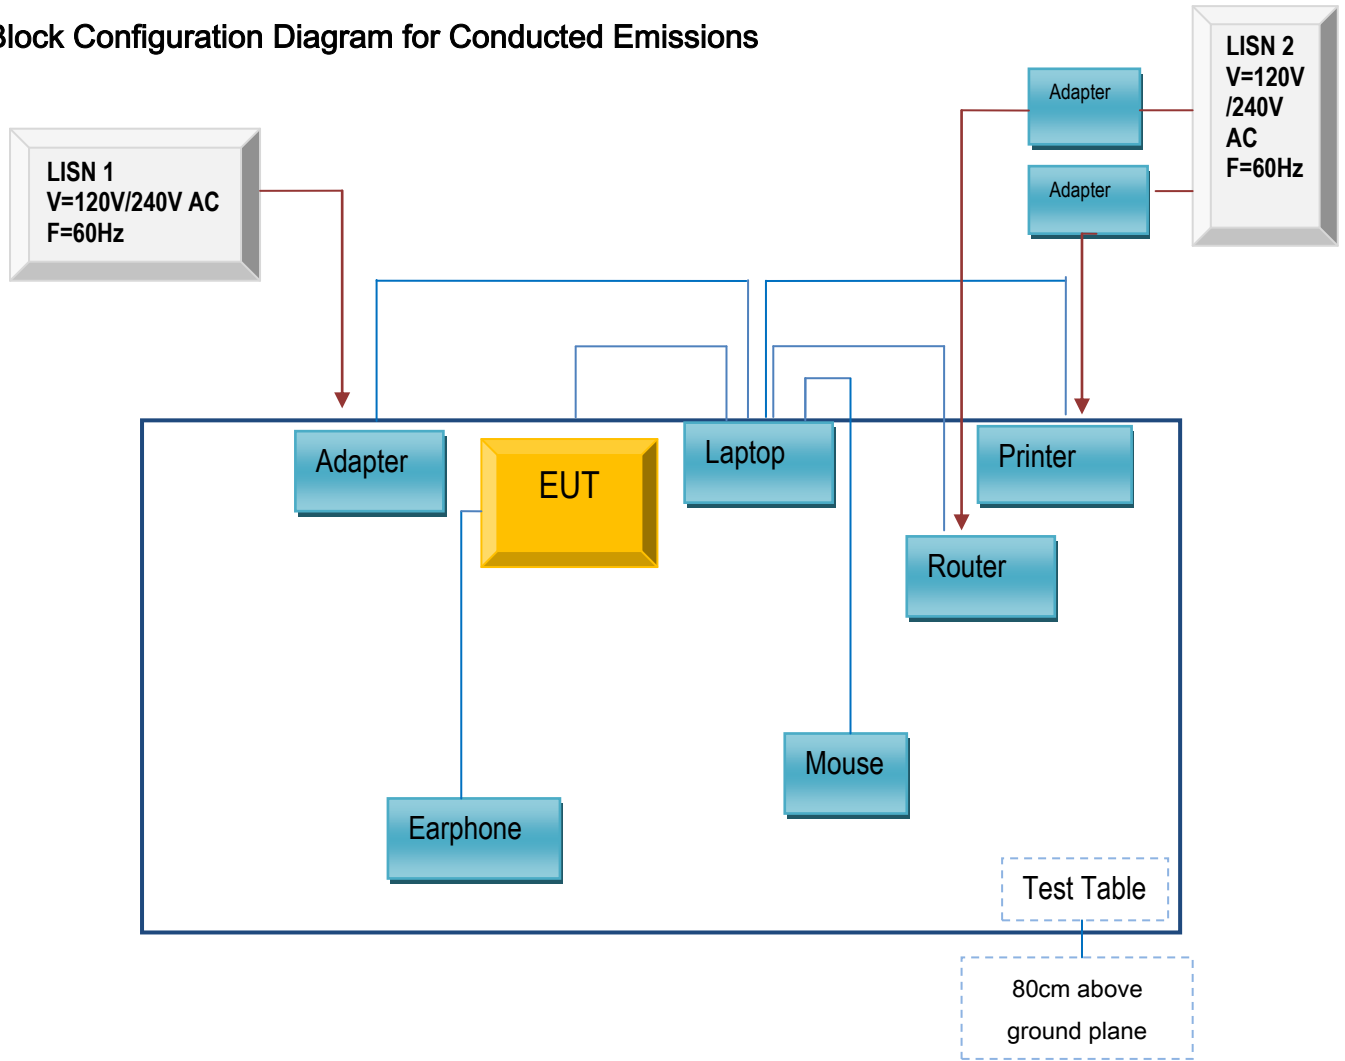 Block Configuration Diagram for Conducted Emissions
LISN 2
V=120V
/240V
AC
F=60Hz
Adapter
Adapter
LISN 1
V=120V/240V AC
F=60Hz
Adapter
EUT
Laptop
Printer
Router
Mouse
Earphone
Test Table
80cm above
ground plane